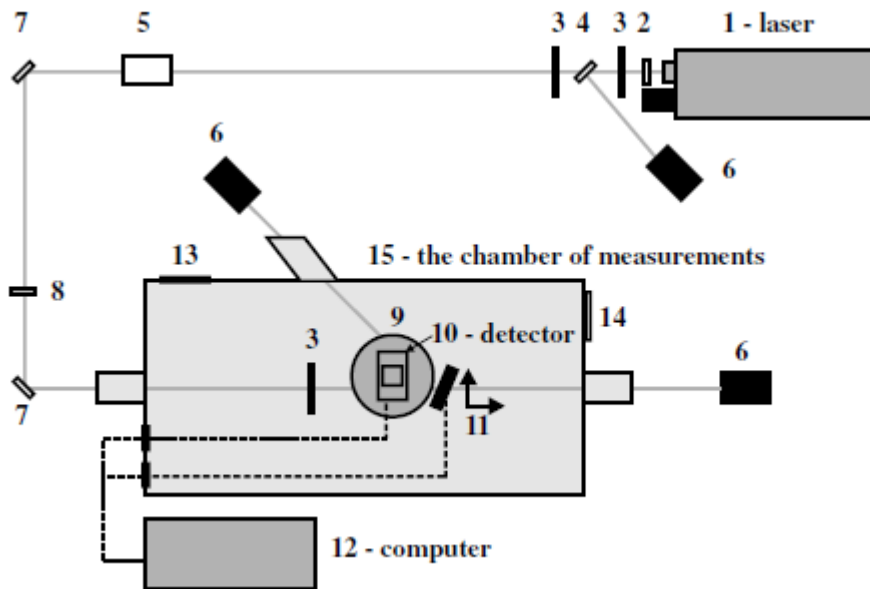 7 5 3 4 3 2 1 - laser
6 6
13 15 - the chamber of measurements
8 9 14
3 10 - detector
7 11 6
12 - computer